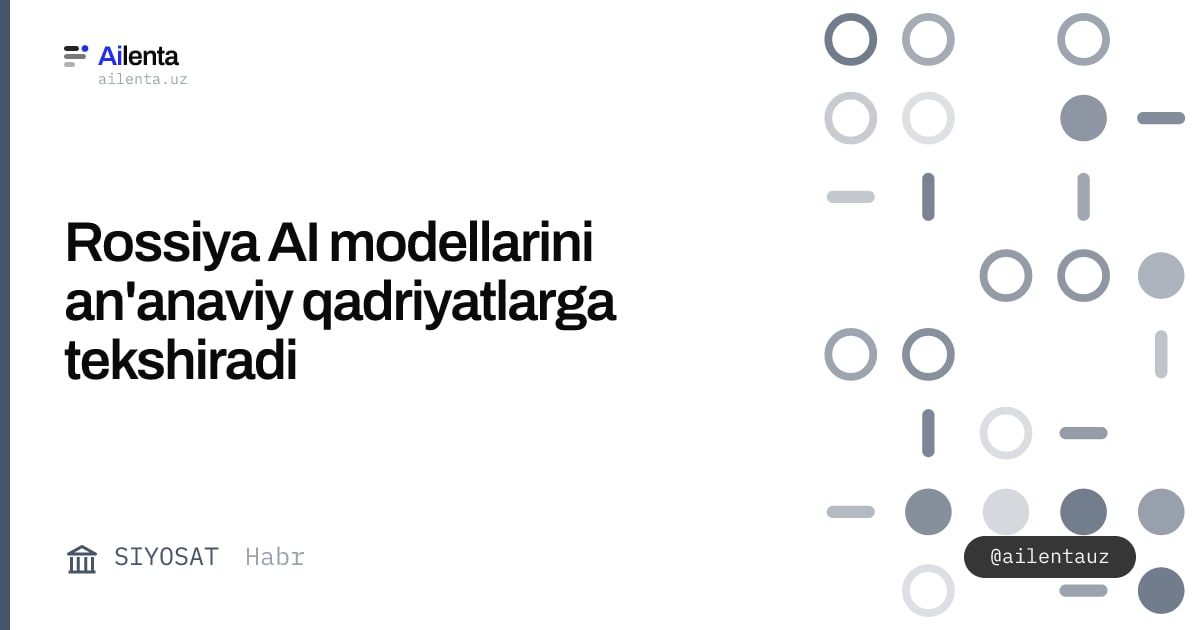 Ailenta
ailenta.uz
Rossiya AI modellarini
an'anaviy qadriyatlarga
tekshiradi
SIYOSAT Habr
@ailentauz